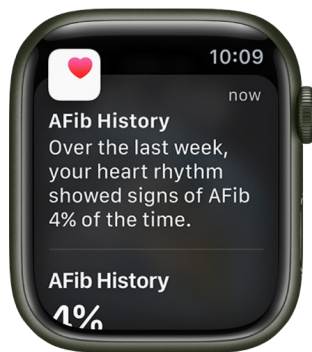 10:09
now
AFib History
Over the last week,
your heart rhythm
showed signs of AFib
4% of the time.
AFib History
4%